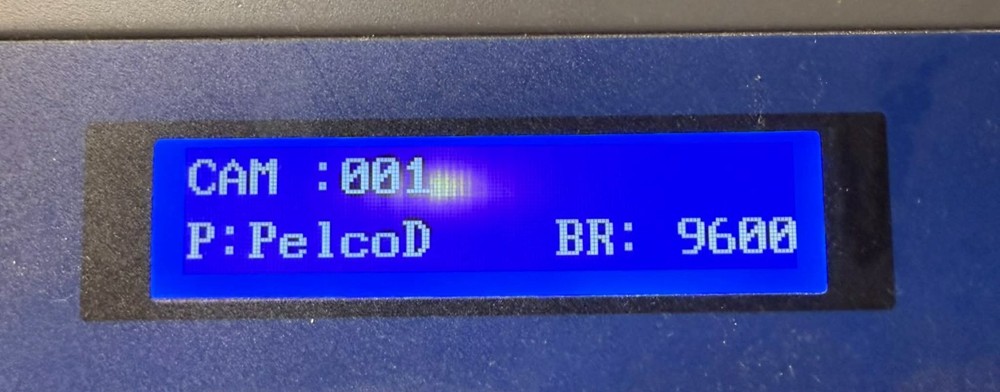 CAM :001
P:PelcoD BR: 9600